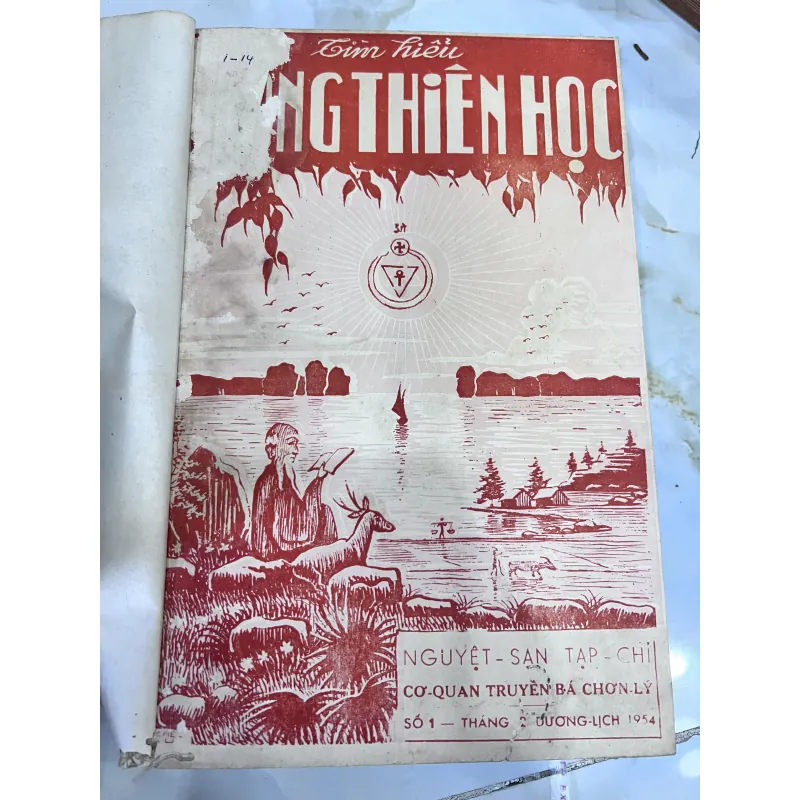 1-14
Tìm hiểu
NG THIÊN HỌC
NGUYỆT-SAN TẠP-CHÍ
CƠ-QUAN TRUYỀN BÁ CHƠN-LÝ
SỐ 1 — THÁNG 2 DƯƠNG-LỊCH 1954